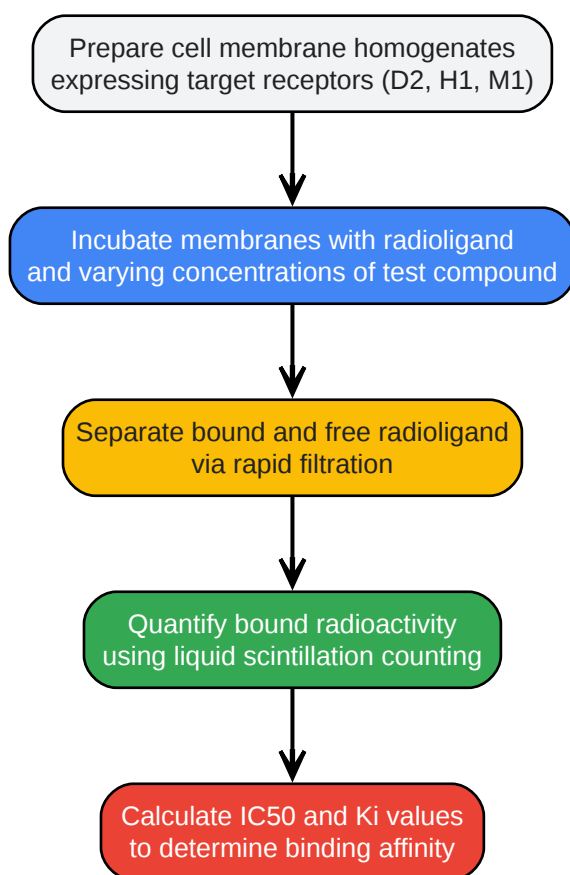 Prepare cell membrane homogenates
expressing target receptors (D2, H1, M1)
Incubate membranes with radioligand
and varying concentrations of test compound
Separate bound and free radioligand
via rapid filtration
Quantify bound radioactivity
using liquid scintillation counting
Calculate IC50 and Ki values
to determine binding affinity